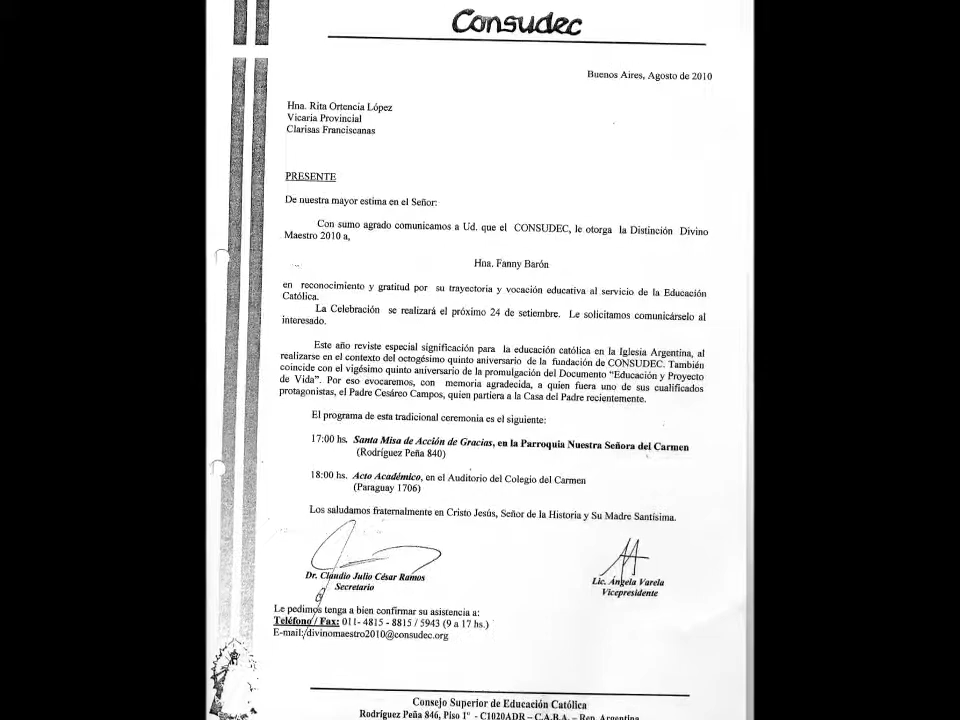 Consudec
Buenos Aires, Agosto de 2010
Hna. Rita Ortencia López
Vicaria Provincial
Clarisas Franciscanas
PRESENTE
De nuestra mayor estima en el Señor:
Con sumo agrado comunicamos a Ud. que el CONSUDEC, le otorga la Distinción Divino
Maestro 2010 a,
Hna. Fanny Barón
en reconocimiento y gratitud por su trayectoria y vocación educativa al servicio de la Educación
Católica.
La Celebración se realizará el próximo 24 de setiembre. Le solicitamos comunicárselo al
interesado.
Este año reviste especial significación para la educación católica en la Iglesia Argentina, al
realizarse en el contexto del octogésimo quinto aniversario de la fundación de CONSUDEC. También
coincide con el vigésimo quinto aniversario de la promulgación del Documento “Educación y Proyecto
de Vida”. Por eso evocaremos, con memoria agradecida, a quien fuera uno de sus cualificados
protagonistas, el Padre Cesáreo Campos, quien partiera a la Casa del Padre recientemente.
El programa de esta tradicional ceremonia es el siguiente:
17:00 hs. Santa Misa de Acción de Gracias, en la Parroquia Nuestra Señora del Carmen
(Rodríguez Peña 840)
18:00 hs. Acto Académico, en el Auditorio del Colegio del Carmen
(Paraguay 1706)
Los saludamos fraternalmente en Cristo Jesús, Señor de la Historia y Su Madre Santísima.
Dr. Claudio Julio César Ramos
Secretario
Lic. Ángela Varela
Vicepresidente
Le pedimos tenga a bien confirmar su asistencia a:
Teléfono / Fax: 011- 4815 - 8815 / 5943 (9 a 17 hs.)
E-mail:divinomaestro2010@consudec.org
Consejo Superior de Educación Católica
Rodríguez Peña 846, Piso 1º - C1020ADR – C.A.B.A. – Rep. Argentina